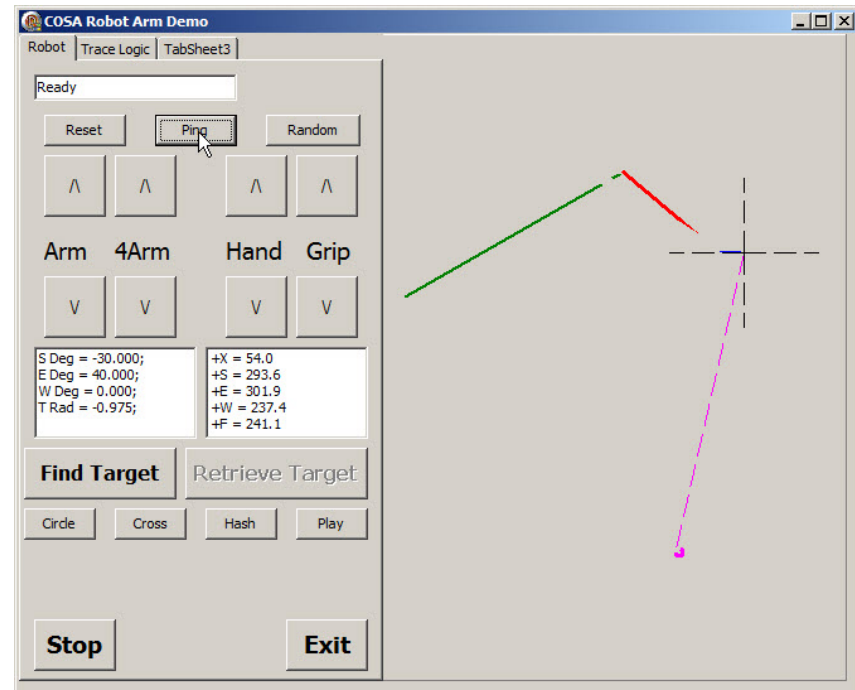 COSA Robot Arm Demo
Robot Trace Logic TabSheet3
Ready
Reset Ping Random
/\ /\ /\ /\
Arm 4Arm Hand Grip
\/ \/ \/ \/
S Deg = -30.000;
E Deg = 40.000;
W Deg = 0.000;
T Rad = -0.975;
+X = 54.0
+S = 293.6
+E = 301.9
+W = 237.4
+F = 241.1
Find Target Retrieve Target
Circle Cross Hash Play
Stop Exit